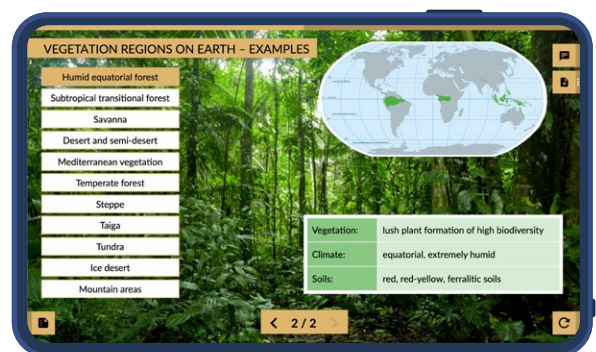 VEGETATION REGIONS ON EARTH – EXAMPLES
Humid equatorial forest
Subtropical transitional forest
Savanna
Desert and semi-desert
Mediterranean vegetation
Temperate forest
Steppe
Taiga
Tundra
Ice desert
Mountain areas
Vegetation: lush plant formation of high biodiversity
Climate: equatorial, extremely humid
Soils: red, red-yellow, ferralitic soils
2 / 2